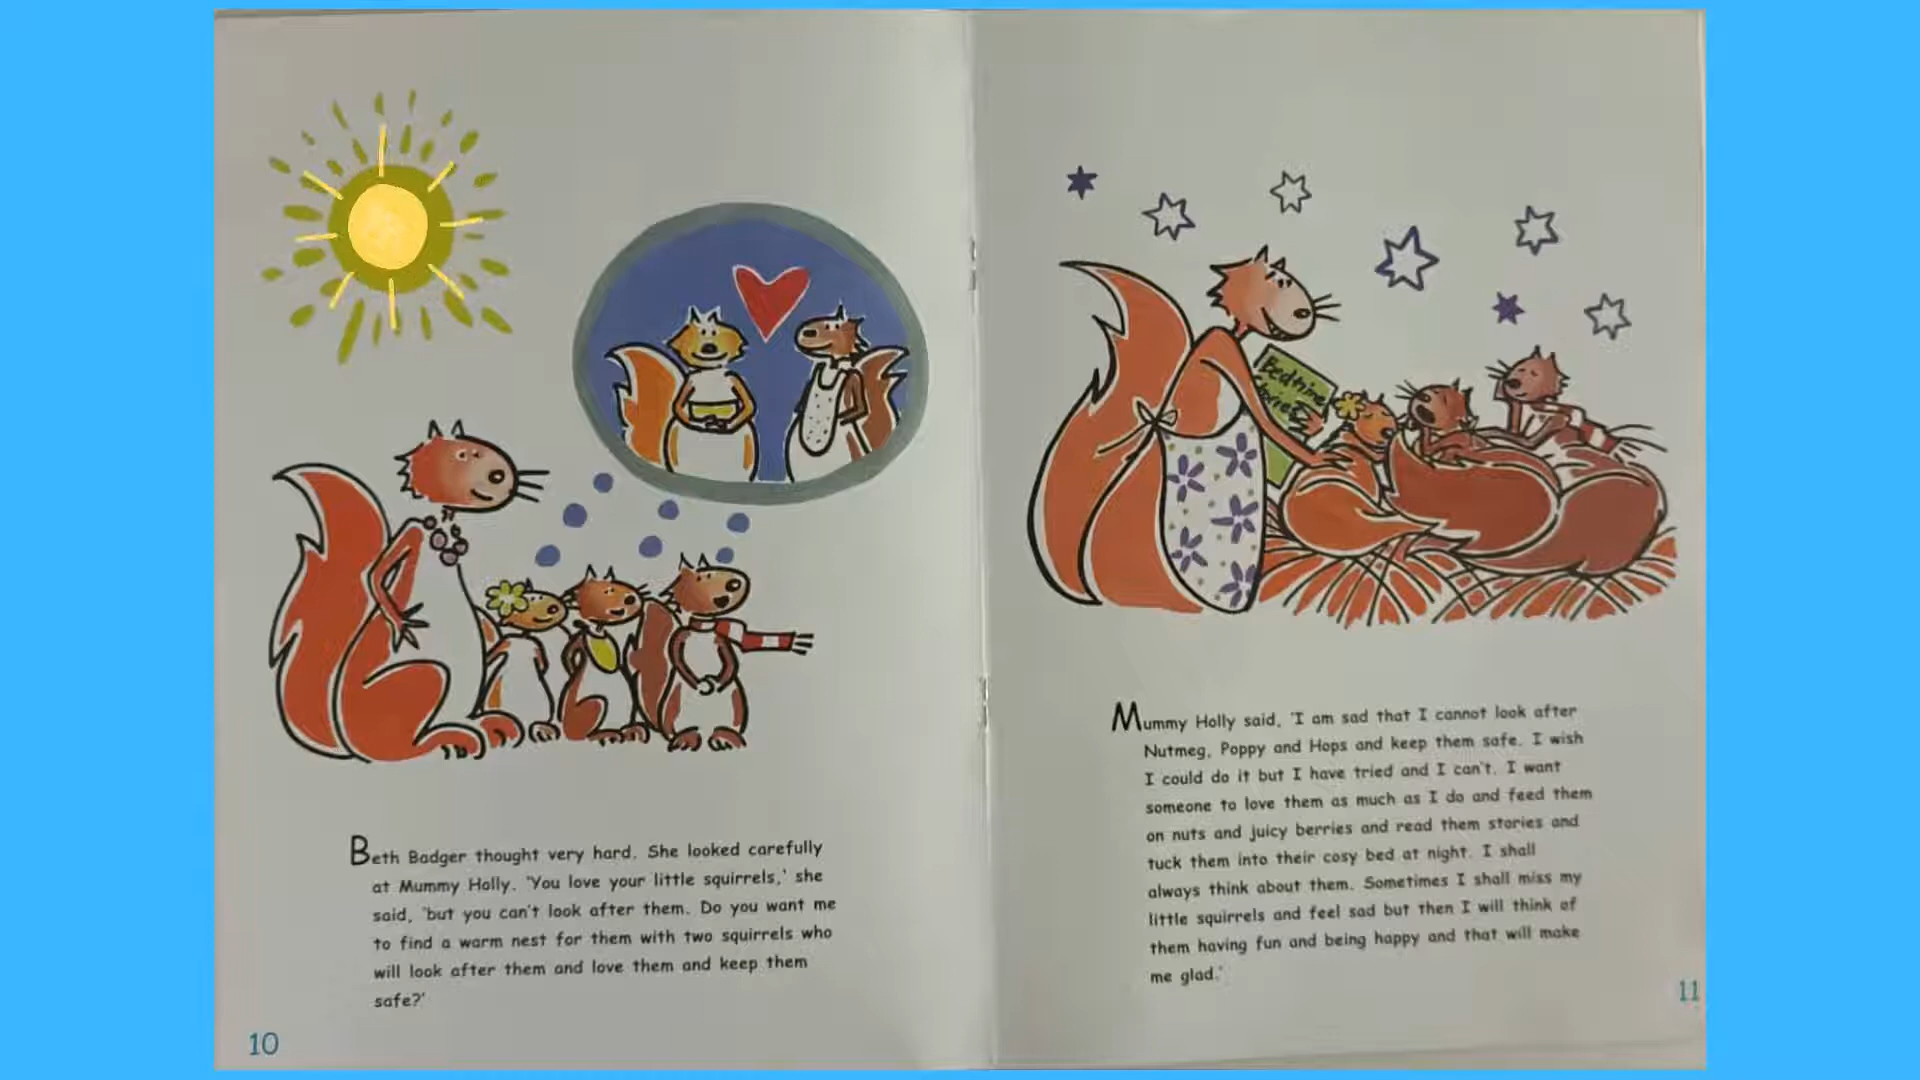 Beth Badger thought very hard. She looked carefully
at Mummy Holly. 'You love your little squirrels,' she
said, 'but you can't look after them. Do you want me
to find a warm nest for them with two squirrels who
will look after them and love them and keep them
safe?'
10
Bedtime
Stories
Mummy Holly said, 'I am sad that I cannot look after
Nutmeg, Poppy and Hops and keep them safe. I wish
I could do it but I have tried and I can't. I want
someone to love them as much as I do and feed them
on nuts and juicy berries and read them stories and
tuck them into their cosy bed at night. I shall
always think about them. Sometimes I shall miss my
little squirrels and feel sad but then I will think of
them having fun and being happy and that will make
me glad.'
11